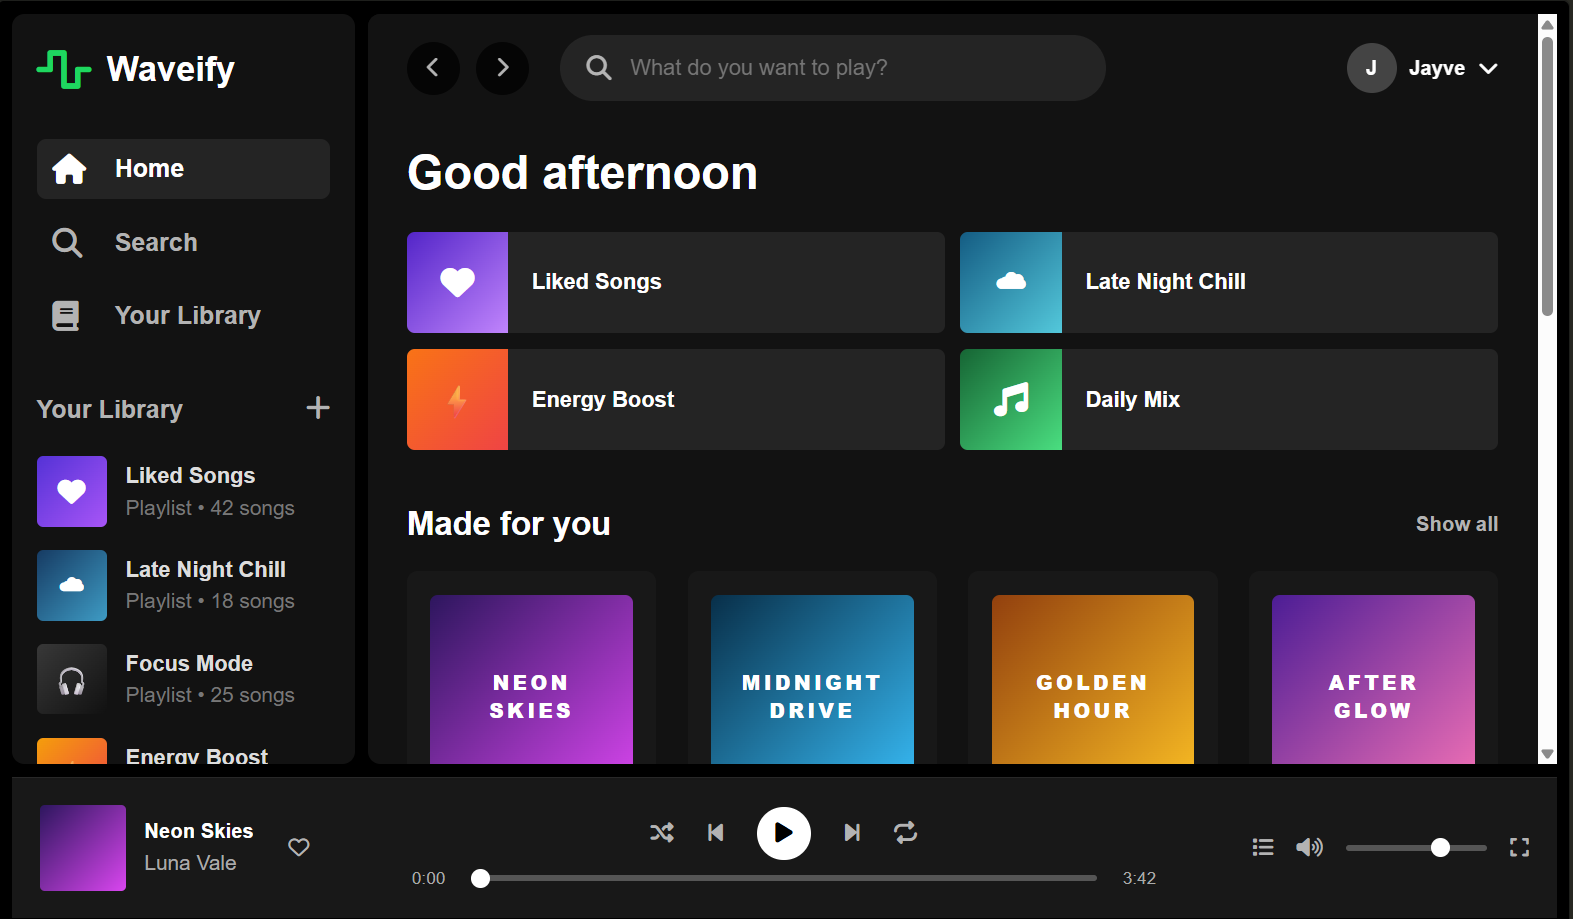 Waveify
Home
Search
Your Library
Your Library
Liked Songs
Playlist • 42 songs
Late Night Chill
Playlist • 18 songs
Focus Mode
Playlist • 25 songs
Energy Boost
What do you want to play?
J
Jayve
Good afternoon
Liked Songs
Late Night Chill
Energy Boost
Daily Mix
Made for you
Show all
NEON
SKIES
MIDNIGHT
DRIVE
GOLDEN
HOUR
AFTER
GLOW
Neon Skies
Luna Vale
0:00
3:42